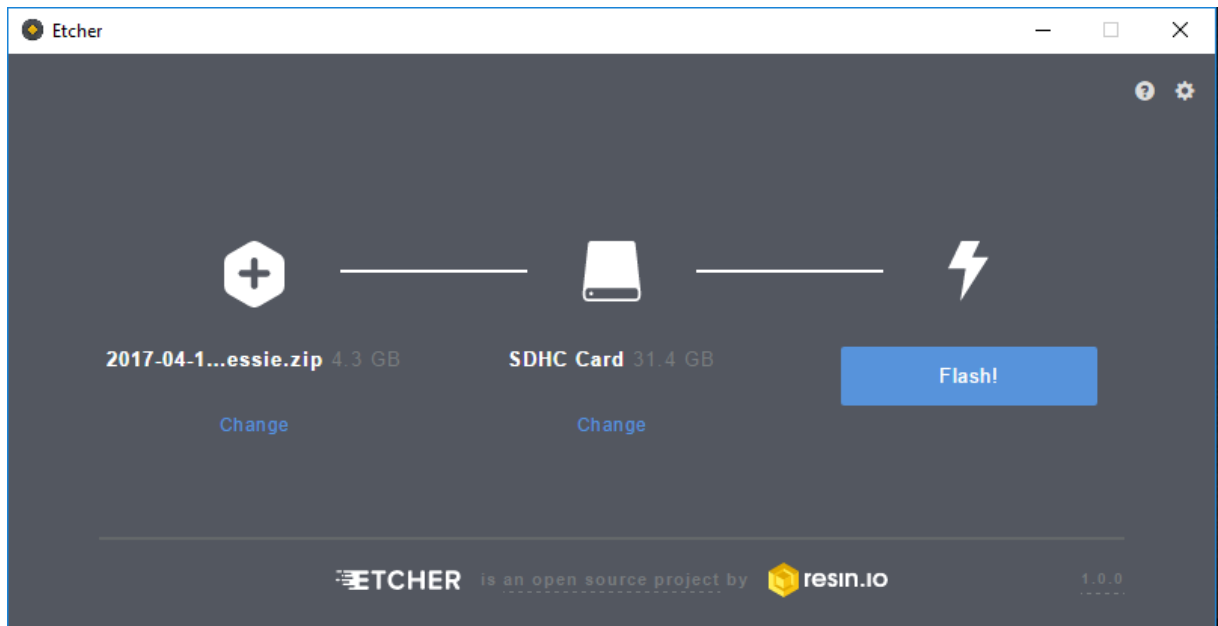 Etcher
2017-04-1...essie.zip 4.3 GB
SDHC Card 31.4 GB
Flash!
Change
Change
ETCHER is an open source project by resin.io
1.0.0